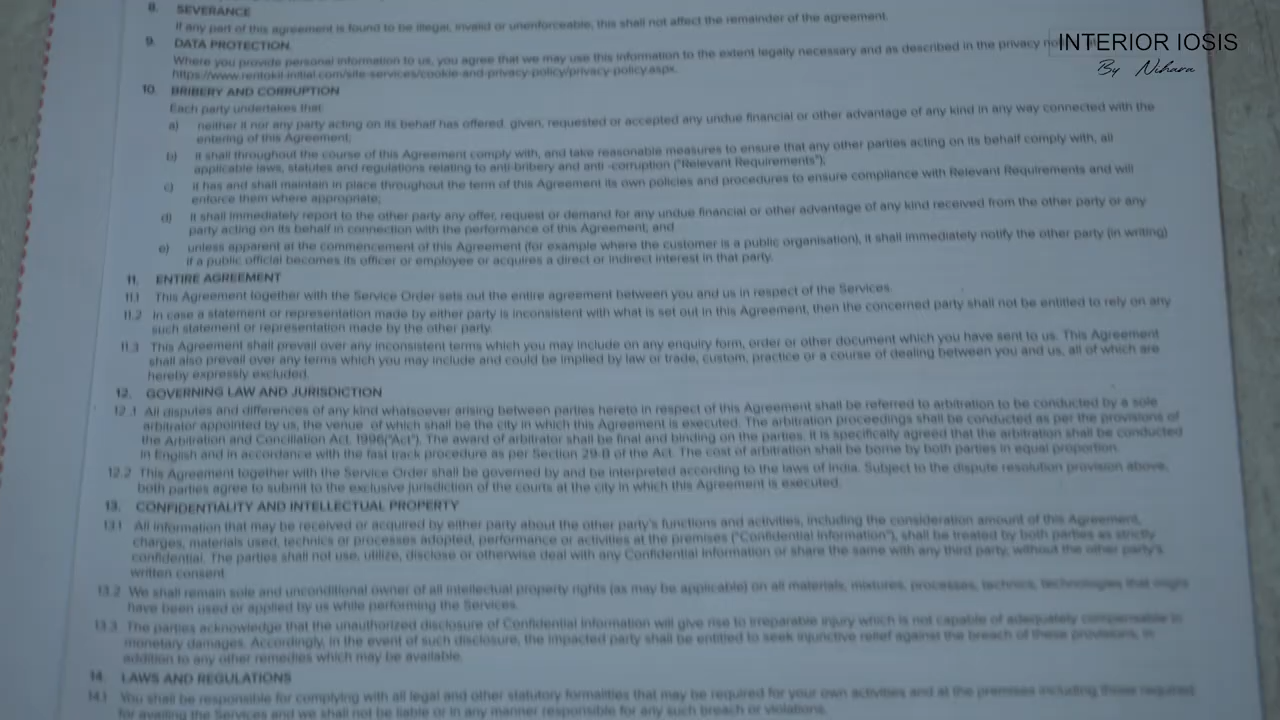 8. SEVERANCE
If any part of this agreement is found to be illegal, invalid or unenforceable, this shall not affect the remainder of the agreement.
9. DATA PROTECTION
Where you provide personal information to us, you agree that we may use this information to the extent legally necessary and as described in the privacy
https://www.rentokil-initial.com/site-services/cookie-and-privacy-policy/privacy-policy.aspx.
INTERIOR IOSIS
By Nihara
10. BRIBERY AND CORRUPTION
Each party undertakes that:
a) neither it nor any party acting on its behalf has offered, given, requested or accepted any undue financial or other advantage of any kind in any way connected with the
entering of this Agreement;
b) it shall throughout the course of this Agreement comply with, and take reasonable measures to ensure that any other parties acting on its behalf comply with, all
applicable laws, statutes and regulations relating to anti-bribery and anti -corruption ("Relevant Requirements");
c) it has and shall maintain in place throughout the term of this Agreement its own policies and procedures to ensure compliance with Relevant Requirements and will
enforce them where appropriate;
d) it shall immediately report to the other party any offer, request or demand for any undue financial or other advantage of any kind received from the other party or any
party acting on its behalf in connection with the performance of this Agreement; and
e) unless apparent at the commencement of this Agreement (for example where the customer is a public organisation), it shall immediately notify the other party (in writing)
if a public official becomes its officer or employee or acquires a direct or indirect interest in that party.
11. ENTIRE AGREEMENT
11.1 This Agreement together with the Service Order sets out the entire agreement between you and us in respect of the Services.
11.2 In case a statement or representation made by either party is inconsistent with what is set out in this Agreement, then the concerned party shall not be entitled to rely on any
such statement or representation made by the other party.
11.3 This Agreement shall prevail over any inconsistent terms which you may include on any enquiry form, order or other document which you have sent to us. This Agreement
shall also prevail over any terms which you may include and could be implied by law or trade, custom, practice or a course of dealing between you and us, all of which are
hereby expressly excluded.
12. GOVERNING LAW AND JURISDICTION
12.1 All disputes and differences of any kind whatsoever arising between parties hereto in respect of this Agreement shall be referred to arbitration to be conducted by a sole
arbitrator appointed by us, the venue of which shall be the city in which this Agreement is executed. The arbitration proceedings shall be conducted as per the provisions of
the Arbitration and Conciliation Act, 1996("Act"). The award of arbitrator shall be final and binding on the parties. It is specifically agreed that the arbitration shall be conducted
in English and in accordance with the fast track procedure as per Section 29-B of the Act. The cost of arbitration shall be borne by both parties in equal proportion.
12.2 This Agreement together with the Service Order shall be governed by and be interpreted according to the laws of India. Subject to the dispute resolution provision above,
both parties agree to submit to the exclusive jurisdiction of the courts at the city in which this Agreement is executed.
13. CONFIDENTIALITY AND INTELLECTUAL PROPERTY
13.1 All information that may be received or acquired by either party about the other party's functions and activities, including the consideration amount of this Agreement,
charges, materials used, technics or processes adopted, performance or activities at the premises ("Confidential Information"), shall be treated by both parties as strictly
confidential. The parties shall not use, utilize, disclose or otherwise deal with any Confidential Information or share the same with any third party, without the other party's
written consent.
13.2 We shall remain sole and unconditional owner of all intellectual property rights (as may be applicable) on all materials, mixtures, processes, technics, technologies that might
have been used or applied by us while performing the Services.
13.3 The parties acknowledge that the unauthorized disclosure of Confidential Information will give rise to irreparable injury which is not capable of adequately compensable in
monetary damages. Accordingly, in the event of such disclosure, the impacted party shall be entitled to seek injunctive relief against the breach of these provisions, in
addition to any other remedies which may be available.
14. LAWS AND REGULATIONS
14.1 You shall be responsible for complying with all legal and other statutory formalities that may be required for your own activities and at the premises including those required
for availing the Services and we shall not be liable or in any manner responsible for any such breach or violations.